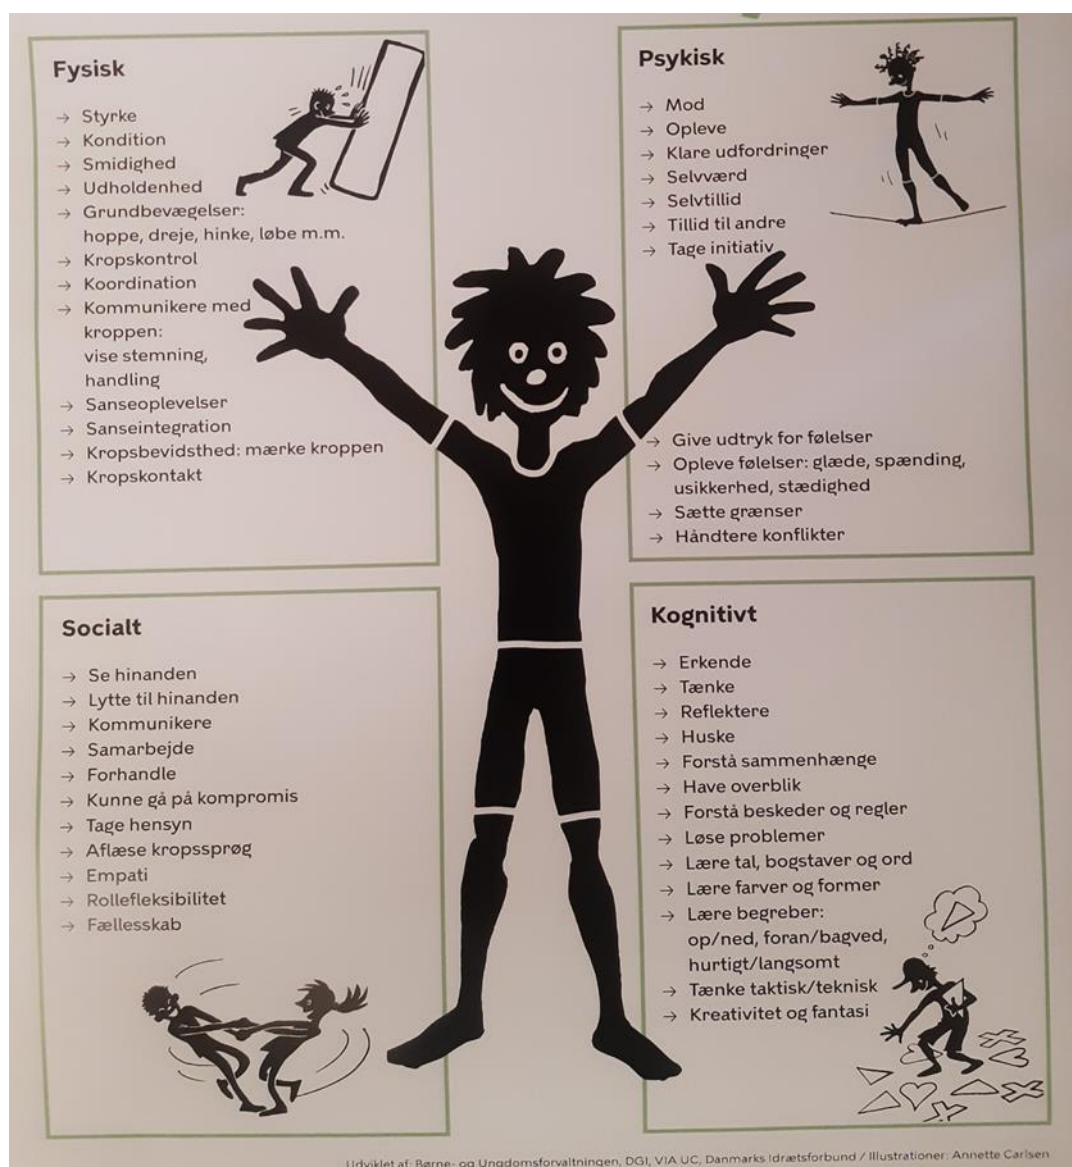 Fysisk
→ Styrke
→ Kondition
→ Smidighed
→ Udholdenhed
→ Grundbevægelser:
hoppe, dreje, hinke, løbe m.m.
→ Kropskontrol
→ Koordination
→ Kommunikere med
kroppen:
vise stemning,
handling
→ Sanseoplevelser
→ Sanseintegration
→ Kropsbevidsthed: mærke kroppen
→ Kropskontakt
Psykisk
→ Mod
→ Opleve
→ Klare udfordringer
→ Selvværd
→ Selvtillid
→ Tillid til andre
→ Tage initiativ
→ Give udtryk for følelser
→ Opleve følelser: glæde, spænding,
usikkerhed, stædighed
→ Sætte grænser
→ Håndtere konflikter
Socialt
→ Se hinanden
→ Lytte til hinanden
→ Kommunikere
→ Samarbejde
→ Forhandle
→ Kunne gå på kompromis
→ Tage hensyn
→ Aflæse kropssprøg
→ Empati
→ Rollefleksibilitet
→ Fællesskab
Kognitivt
→ Erkende
→ Tænke
→ Reflektere
→ Huske
→ Forstå sammenhænge
→ Have overblik
→ Forstå beskeder og regler
→ Løse problemer
→ Lære tal, bogstaver og ord
→ Lære farver og former
→ Lære begreber:
op/ned, foran/bagved,
hurtigt/langsomt
→ Tænke taktisk/teknisk
→ Kreativitet og fantasi
Udviklet af: Børne- og Ungdomsforvaltningen, DGI, VIA UC, Danmarks Idrætsforbund / Illustrationer: Annette Carlsen